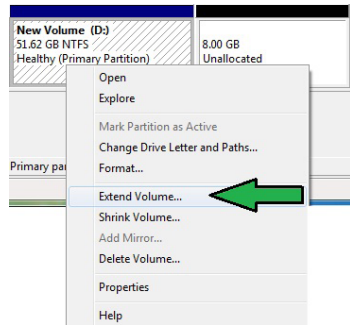 New Volume (D:)
51.62 GB NTFS
Healthy (Primary Partition)
8.00 GB
Unallocated
Open
Explore
Mark Partition as Active
Change Drive Letter and Paths...
Format...
Primary par
Extend Volume...
Shrink Volume...
Add Mirror...
Delete Volume...
Properties
Help